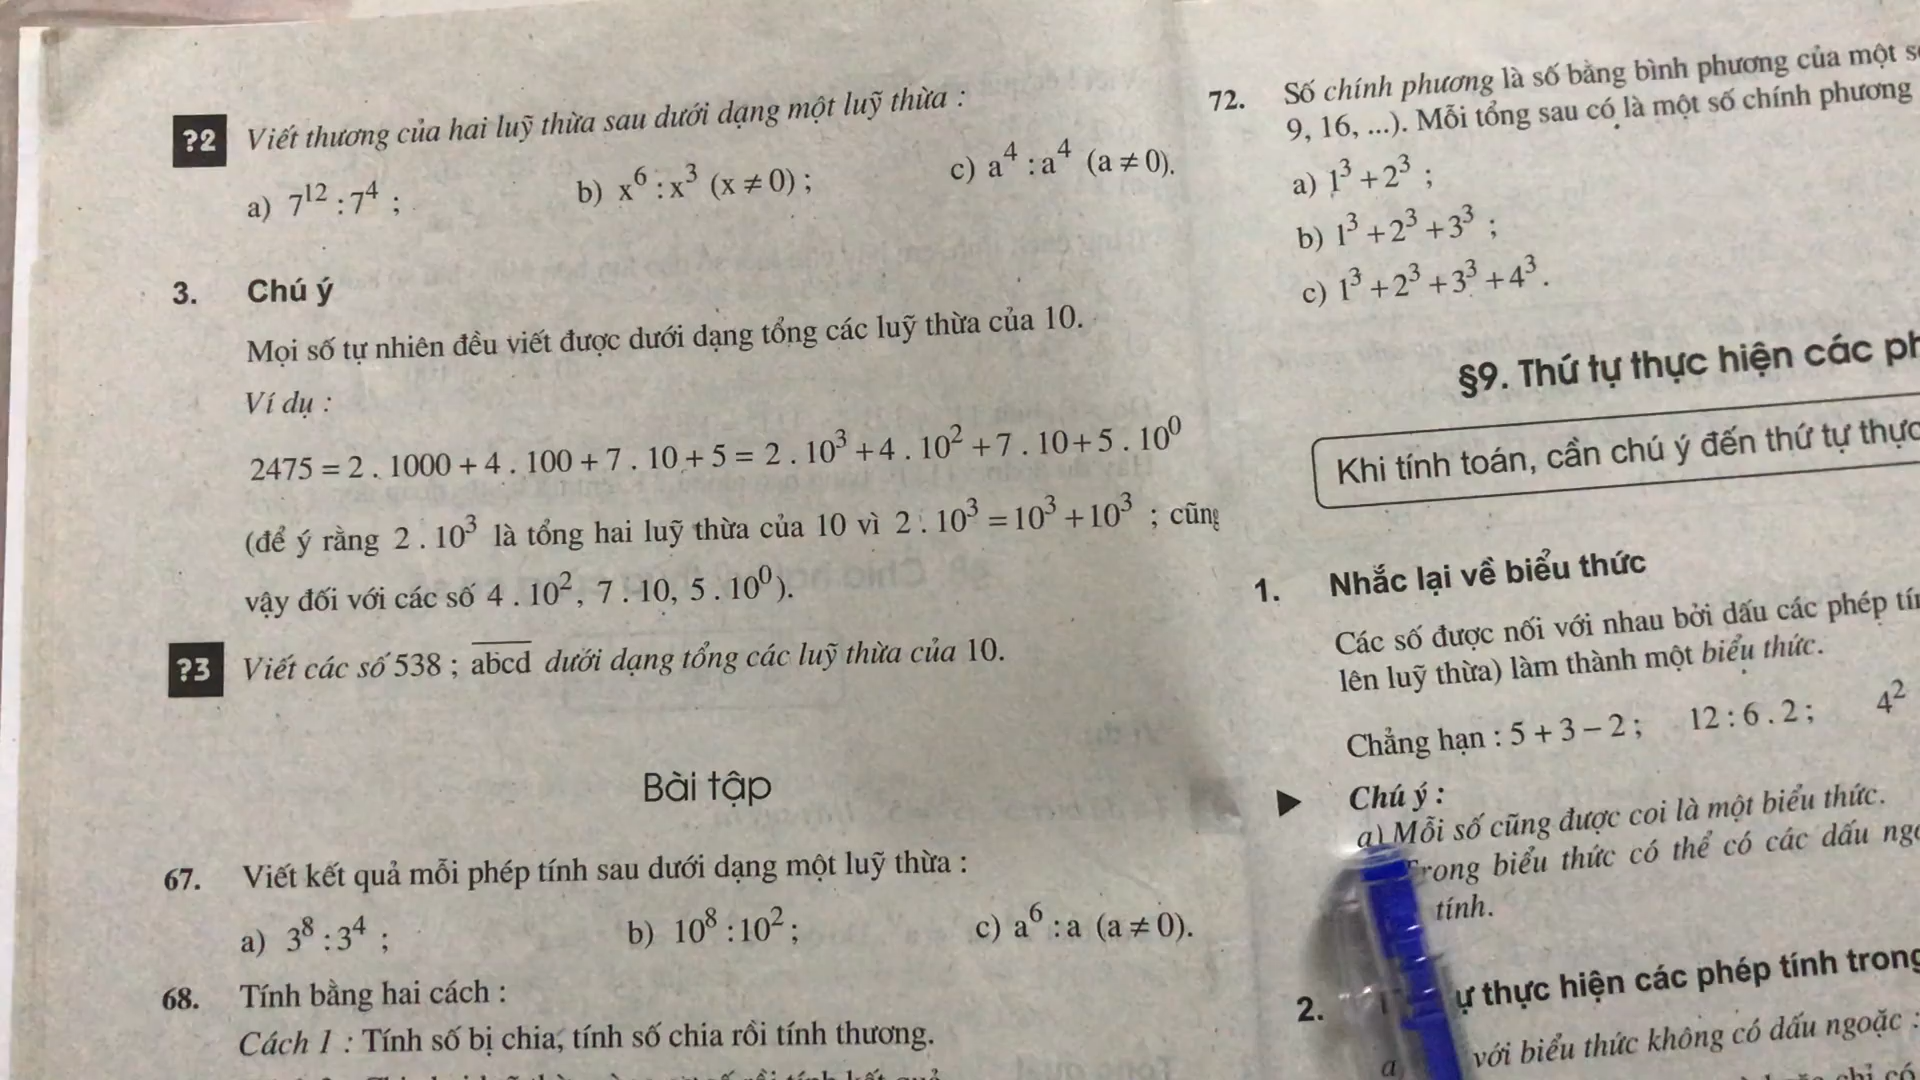 ?2 Viết thương của hai luỹ thừa sau dưới dạng một luỹ thừa :
a) 7¹² : 7⁴ ; b) x⁶ : x³ (x ≠ 0) ; c) a⁴ : a⁴ (a ≠ 0).
3. Chú ý
Mọi số tự nhiên đều viết được dưới dạng tổng các luỹ thừa của 10.
Ví dụ :
2475 = 2 . 1000 + 4 . 100 + 7 . 10 + 5 = 2 . 10³ + 4 . 10² + 7 . 10 + 5 . 10⁰
(để ý rằng 2 . 10³ là tổng hai luỹ thừa của 10 vì 2 . 10³ = 10³ + 10³ ; cũng
vậy đối với các số 4 . 10², 7 . 10, 5 . 10⁰).
?3 Viết các số 538 ; a̅b̅c̅d̅ dưới dạng tổng các luỹ thừa của 10.
Bài tập
67. Viết kết quả mỗi phép tính sau dưới dạng một luỹ thừa :
a) 3⁸ : 3⁴ ; b) 10⁸ : 10² ; c) a⁶ : a (a ≠ 0).
68. Tính bằng hai cách :
Cách 1 : Tính số bị chia, tính số chia rồi tính thương.
72. Số chính phương là số bằng bình phương của một
9, 16, ...). Mỗi tổng sau có là một số chính phương
a) 1³ + 2³ ;
b) 1³ + 2³ + 3³ ;
c) 1³ + 2³ + 3³ + 4³ .
§9. Thứ tự thực hiện các
Khi tính toán, cần chú ý đến thứ tự
1. Nhắc lại về biểu thức
Các số được nối với nhau bởi dấu các phép
lên luỹ thừa) làm thành một biểu thức.
Chẳng hạn : 5 + 3 − 2 ; 12 : 6 . 2 ; 4²
Chú ý :
a) Mỗi số cũng được coi là một biểu thức.
Trong biểu thức có thể có các dấu
tính.
2. thực hiện các phép tính trong
với biểu thức không có dấu ngoặc :